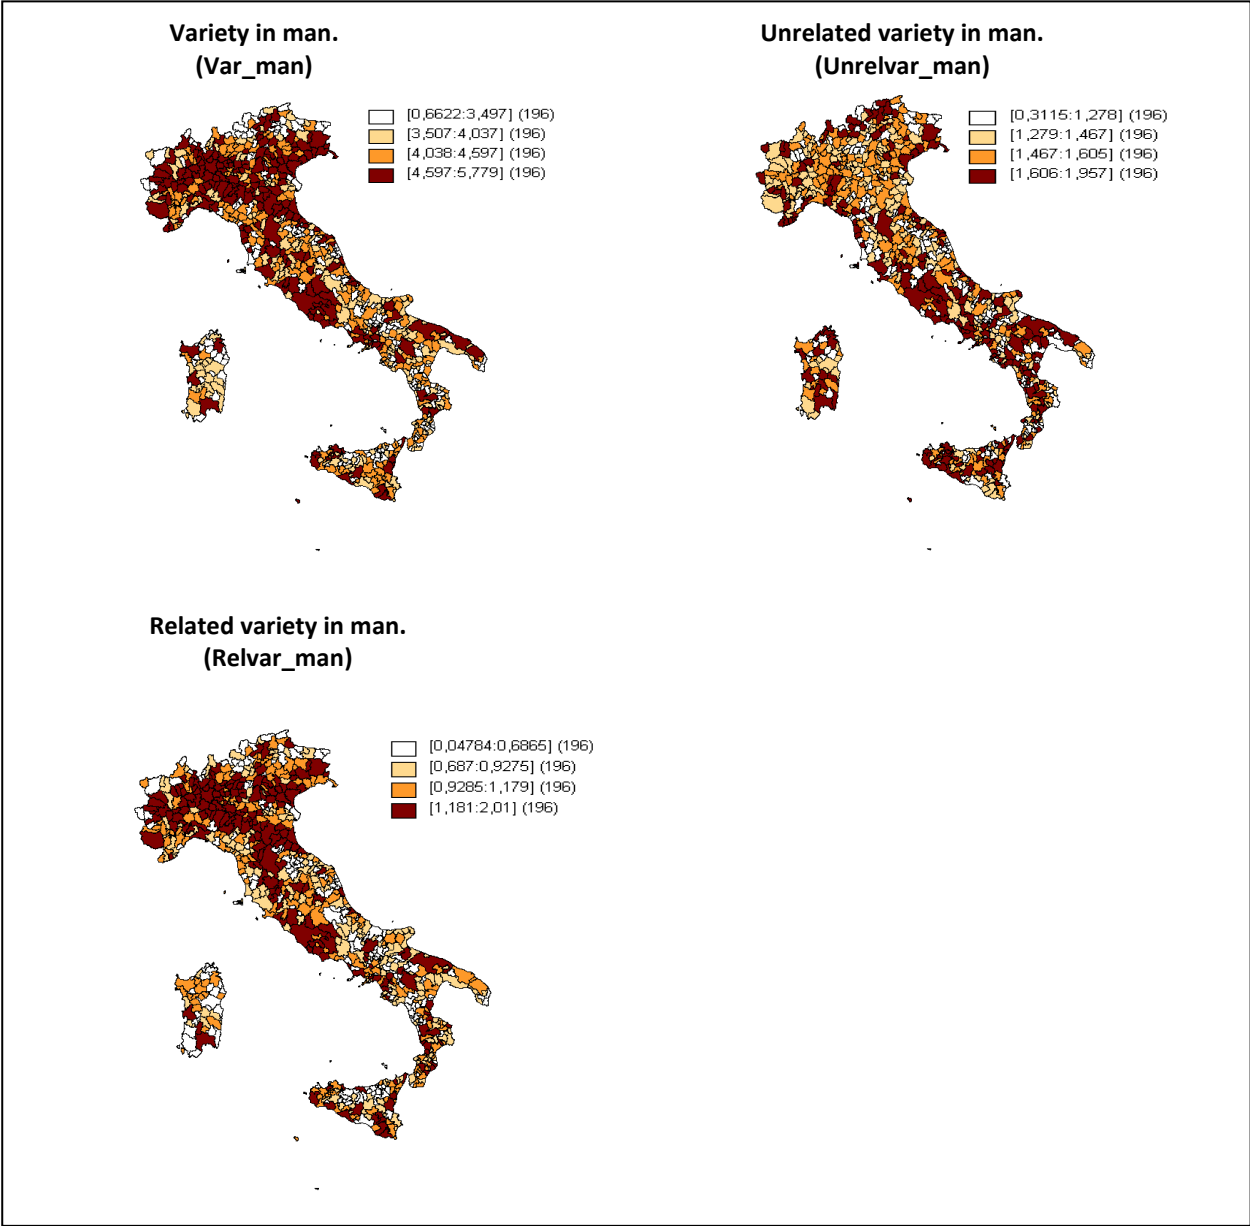 Variety in man.
(Var_man)
[0,6622:3,497] (196)
[3,507:4,037] (196)
[4,038:4,597] (196)
[4,597:5,779] (196)
Unrelated variety in man.
(Unrelvar_man)
[0,3115:1,278] (196)
[1,279:1,467] (196)
[1,467:1,605] (196)
[1,606:1,957] (196)
Related variety in man.
(Relvar_man)
[0,04784:0,6865] (196)
[0,687:0,9275] (196)
[0,9285:1,179] (196)
[1,181:2,01] (196)